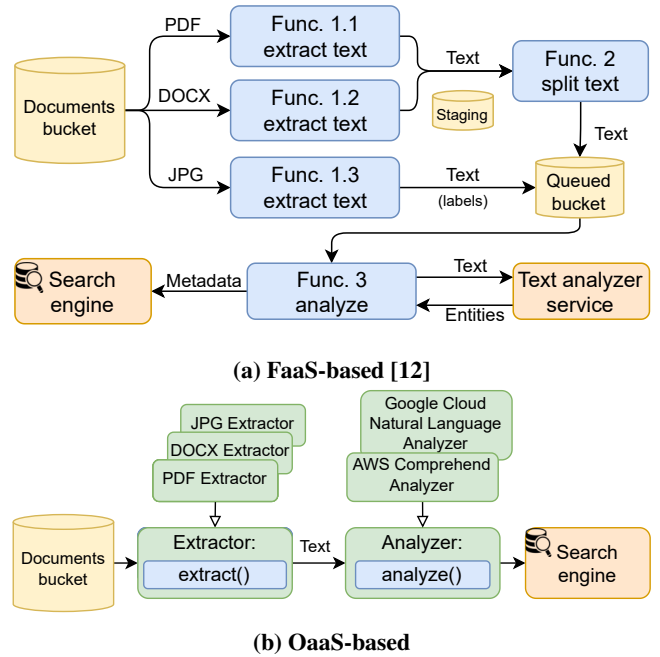 PDF
Func. 1.1
extract text
Text
Func. 2
split text
Documents
bucket
DOCX
Func. 1.2
extract text
Staging
Text
JPG
Func. 1.3
extract text
Text
(labels)
Queued
bucket
Search
engine
Metadata
Func. 3
analyze
Text
Entities
Text analyzer
service
(a) FaaS-based [12]
JPG Extractor
DOCX Extractor
PDF Extractor
Google Cloud
Natural Language
Analyzer
AWS Comprehend
Analyzer
Documents
bucket
Extractor:
extract()
Text
Analyzer:
analyze()
Search
engine
(b) OaaS-based